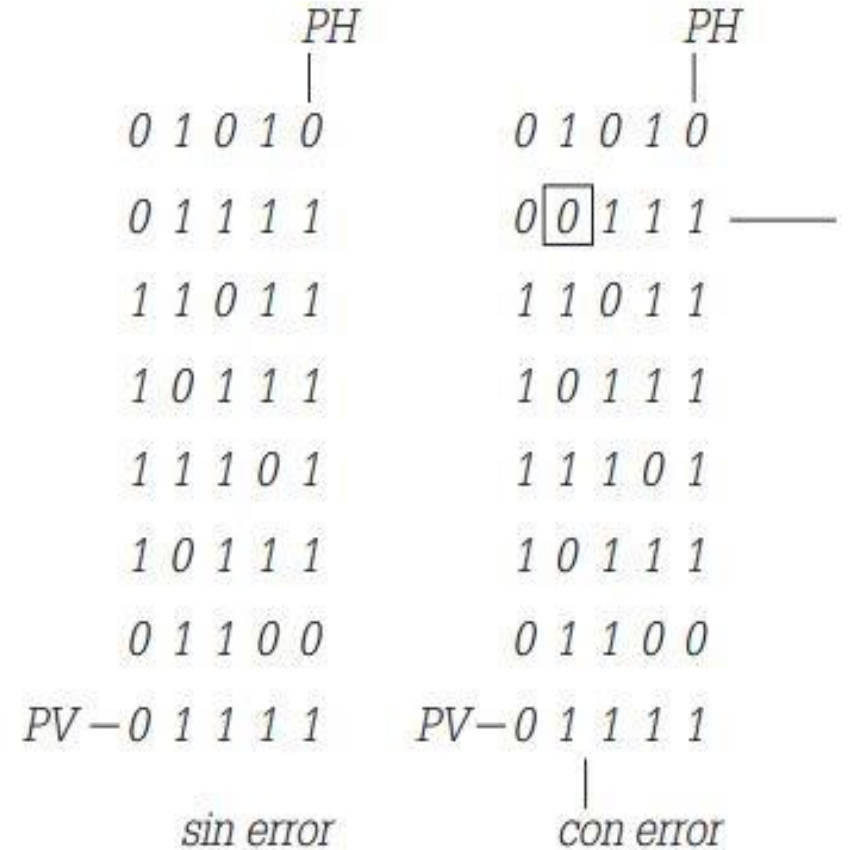 PH PH
0 1 0 1 0 0 1 0 1 0
0 1 1 1 1 0 0 1 1 1
1 1 0 1 1 1 1 0 1 1
1 0 1 1 1 1 0 1 1 1
1 1 1 0 1 1 1 1 0 1
1 0 1 1 1 1 0 1 1 1
0 1 1 0 0 0 1 1 0 0
PV – 0 1 1 1 1 PV – 0 1 1 1 1
sin error con error